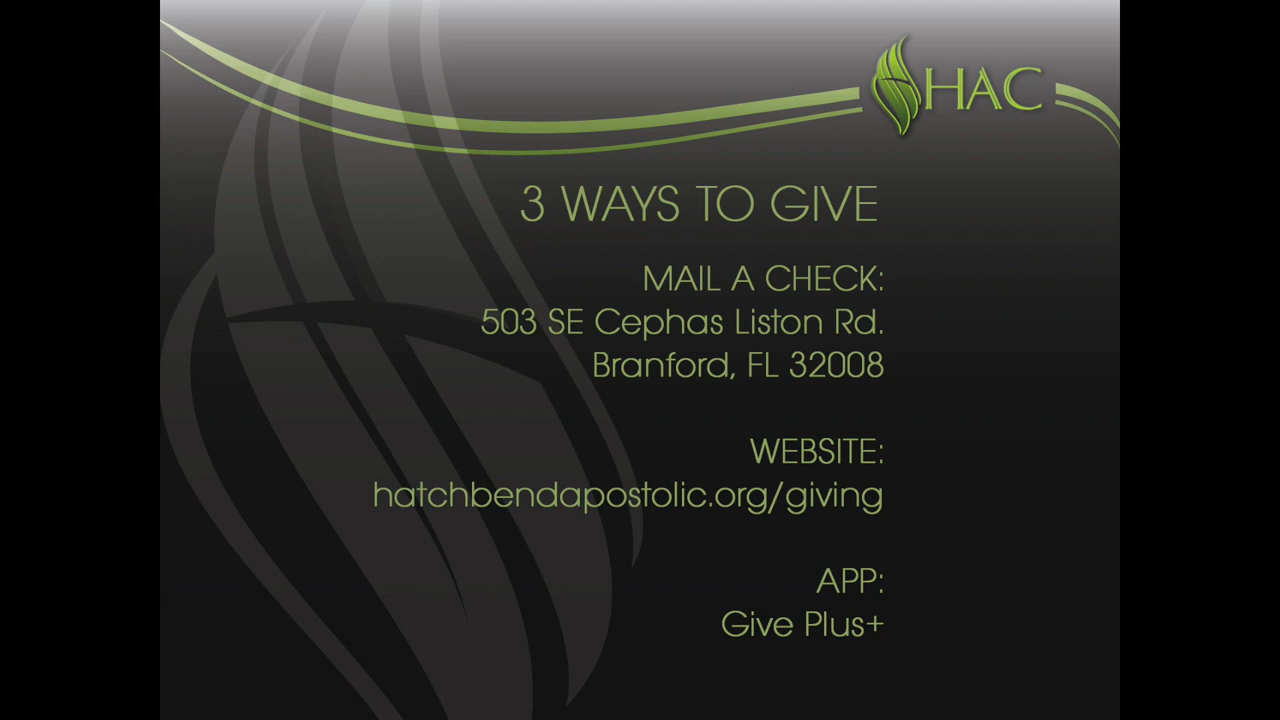 HAC
3 WAYS TO GIVE
MAIL A CHECK:
503 SE Cephas Liston Rd.
Branford, FL 32008
WEBSITE:
hatchbendapostolic.org/giving
APP:
Give Plus+